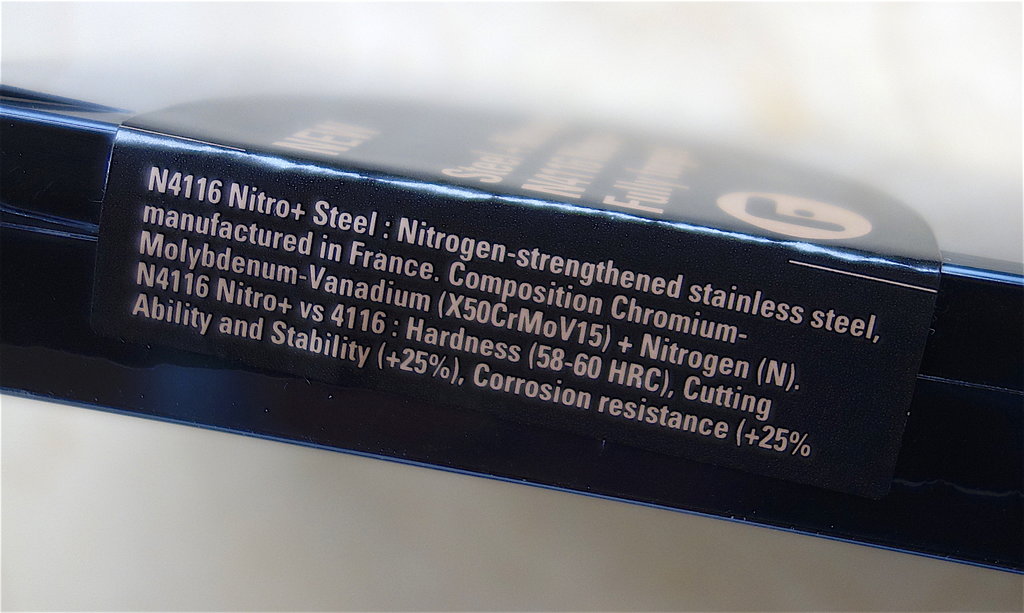 N4116
N4116 Nitro+ Steel : Nitrogen-strengthened stainless steel,
manufactured in France. Composition Chromium-
Molybdenum-Vanadium (X50CrMoV15) + Nitrogen (N).
N4116 Nitro+ vs 4116 : Hardness (58-60 HRC), Cutting
Ability and Stability (+25%), Corrosion resistance (+25%